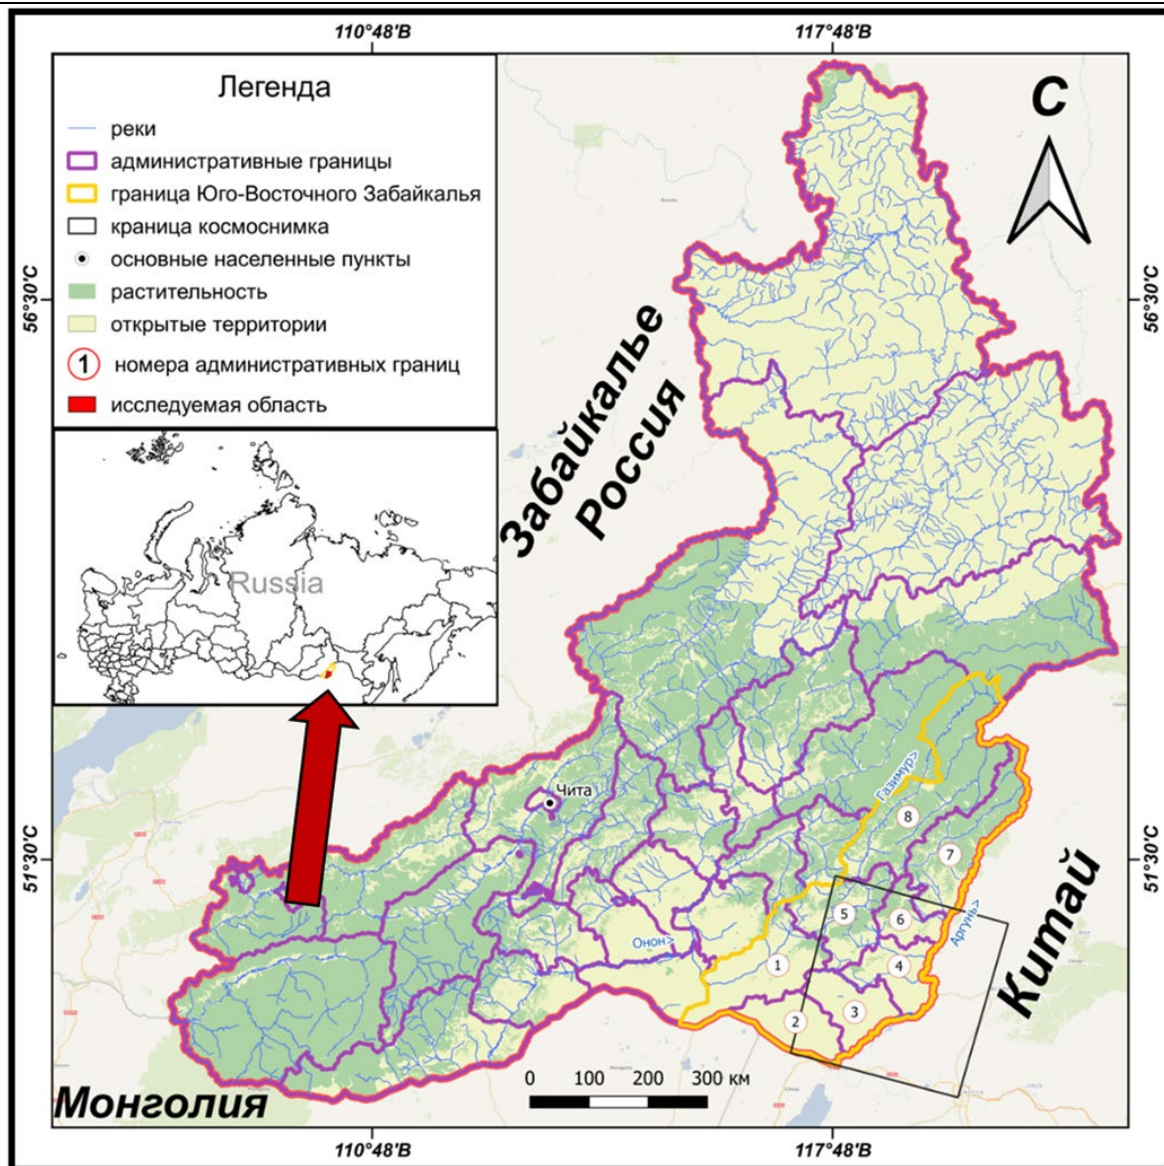 110°48'В
117°48'В
Легенда
реки
административные границы
граница Юго-Восточного Забайкалья
краница космоснимка
основные населенные пункты
растительность
открытые территории
1 номера административных границ
исследуемая область
С
56°30'С
56°30'С
Забайкалье
Россия
Russia
Чита
Газимур>
8
7
51°30'С
51°30'С
5
6
Аргунь >
Онон>
1
4
Китай
2
3
0 100 200 300 км
Монголия
110°48'В
117°48'В